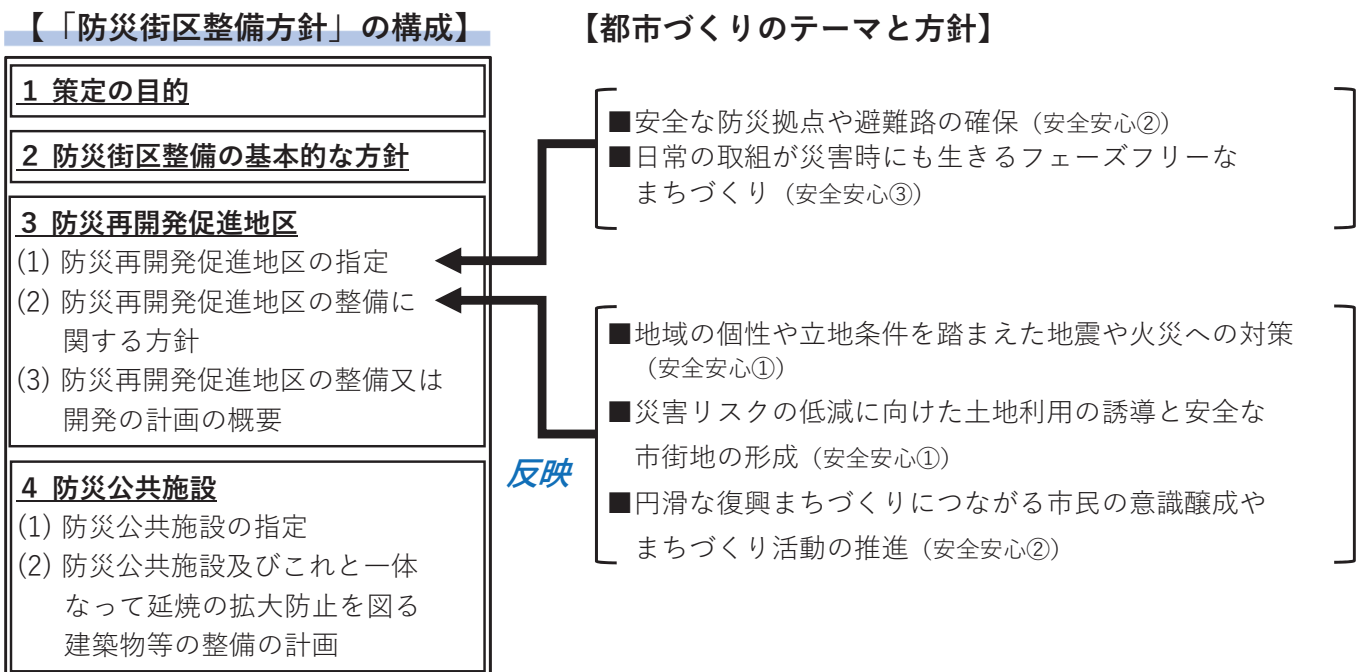 【「防災街区整備方針」の構成】
1 策定の目的
2 防災街区整備の基本的な方針
3 防災再開発促進地区
(1) 防災再開発促進地区の指定
(2) 防災再開発促進地区の整備に
関する方針
(3) 防災再開発促進地区の整備又は
開発の計画の概要
4 防災公共施設
(1) 防災公共施設の指定
(2) 防災公共施設及びこれと一体
なって延焼の拡大防止を図る
建築物等の整備の計画
反映
【都市づくりのテーマと方針】
■安全な防災拠点や避難路の確保（安全安心②）
■日常の取組が災害時にも生きるフェーズフリーな
まちづくり（安全安心③）
■地域の個性や立地条件を踏まえた地震や火災への対策
（安全安心①）
■災害リスクの低減に向けた土地利用の誘導と安全な
市街地の形成（安全安心①）
■円滑な復興まちづくりにつながる市民の意識醸成や
まちづくり活動の推進（安全安心②）